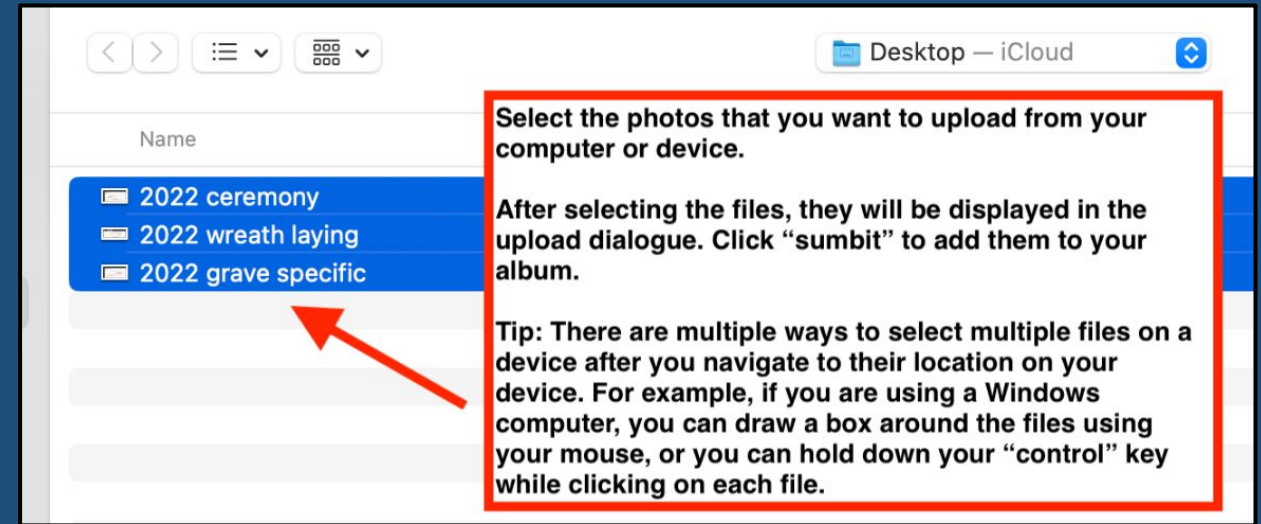 Desktop — iCloud
Name
2022 ceremony
2022 wreath laying
2022 grave specific
Select the photos that you want to upload from your
computer or device.
After selecting the files, they will be displayed in the
upload dialogue. Click “sumbit” to add them to your
album.
Tip: There are multiple ways to select multiple files on a
device after you navigate to their location on your
device. For example, if you are using a Windows
computer, you can draw a box around the files using
your mouse, or you can hold down your “control” key
while clicking on each file.